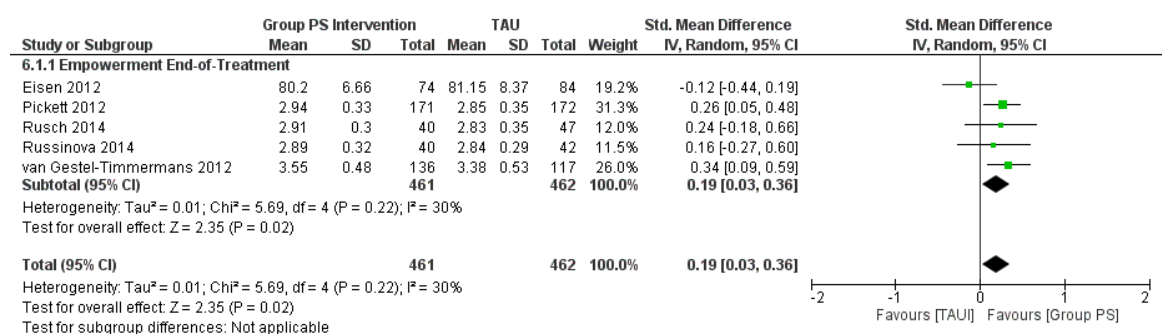 Group PS Intervention TAU Std. Mean Difference Std. Mean Difference
Study or Subgroup Mean SD Total Mean SD Total Weight IV, Random, 95% CI IV, Random, 95% CI
6.1.1 Empowerment End-of-Treatment
Eisen 2012 80.2 6.66 74 81.15 8.37 84 19.2% -0.12 [-0.44, 0.19]
Pickett 2012 2.94 0.33 171 2.85 0.35 172 31.3% 0.26 [0.05, 0.48]
Rusch 2014 2.91 0.3 40 2.83 0.35 47 12.0% 0.24 [-0.18, 0.66]
Russinova 2014 2.89 0.32 40 2.84 0.29 42 11.5% 0.16 [-0.27, 0.60]
van Gestel-Timmermans 2012 3.55 0.48 136 3.38 0.53 117 26.0% 0.34 [0.09, 0.59]
Subtotal (95% CI) 461 462 100.0% 0.19 [0.03, 0.36]
Heterogeneity: Tau² = 0.01; Chi² = 5.69, df = 4 (P = 0.22); I² = 30%
Test for overall effect: Z = 2.35 (P = 0.02)
Total (95% CI) 461 462 100.0% 0.19 [0.03, 0.36]
Heterogeneity: Tau² = 0.01; Chi² = 5.69, df = 4 (P = 0.22); I² = 30%
Test for overall effect: Z = 2.35 (P = 0.02)
Test for subgroup differences: Not applicable
-2 -1 0 1 2
Favours [TAUI] Favours [Group PS]